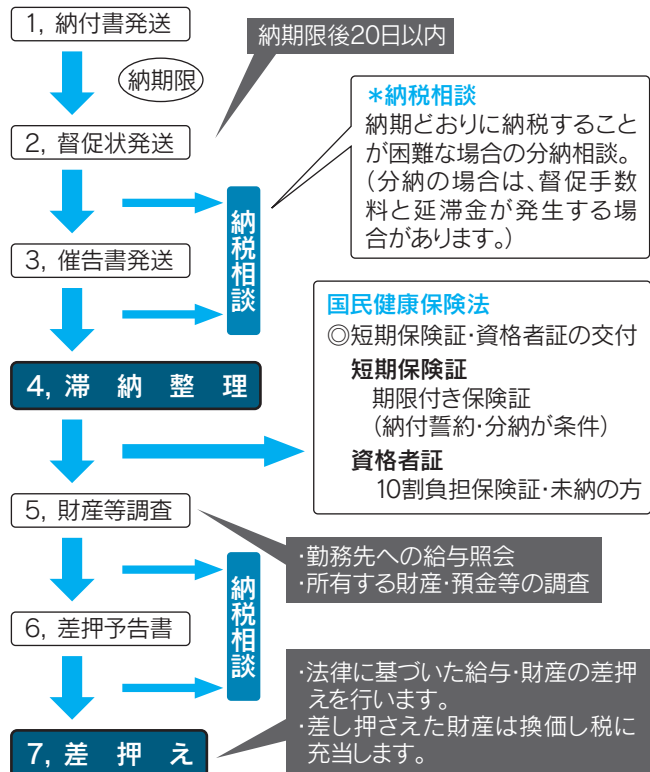 1, 納付書発送
納期限後20日以内
納期限
2, 督促状発送
*納税相談
納期どおりに納税すること
が困難な場合の分納相談。
(分納の場合は、督促手数
料と延滞金が発生する場
合があります。)
納税相談
3, 催告書発送
国民健康保険法
◎短期保険証・資格者証の交付
短期保険証
期限付き保険証
(納付誓約・分納が条件)
資格者証
10割負担保険証・未納の方
4, 滞納整理
5, 財産等調査
・勤務先への給与照会
・所有する財産・預金等の調査
納税相談
6, 差押予告書
・法律に基づいた給与・財産の差押
えを行います。
・差し押さえた財産は換価し税に
充当します。
7, 差押え